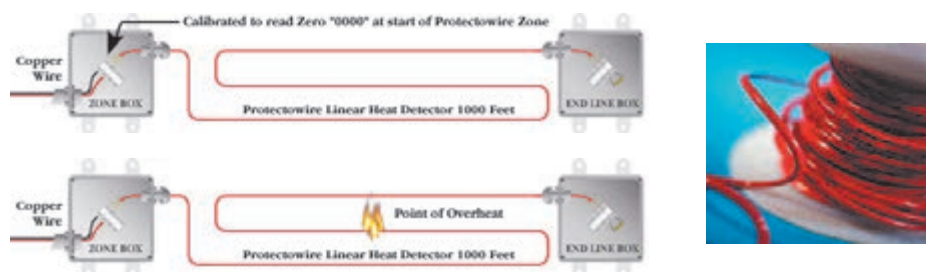 Calibrated to read Zero "0000" at start of Protectowire Zone
Copper
Wire
ZONE BOX
Protectowire Linear Heat Detector 1000 Feet
END LINE BOX
Copper
Wire
ZONE BOX
Point of Overheat
Protectowire Linear Heat Detector 1000 Feet
END LINE BOX